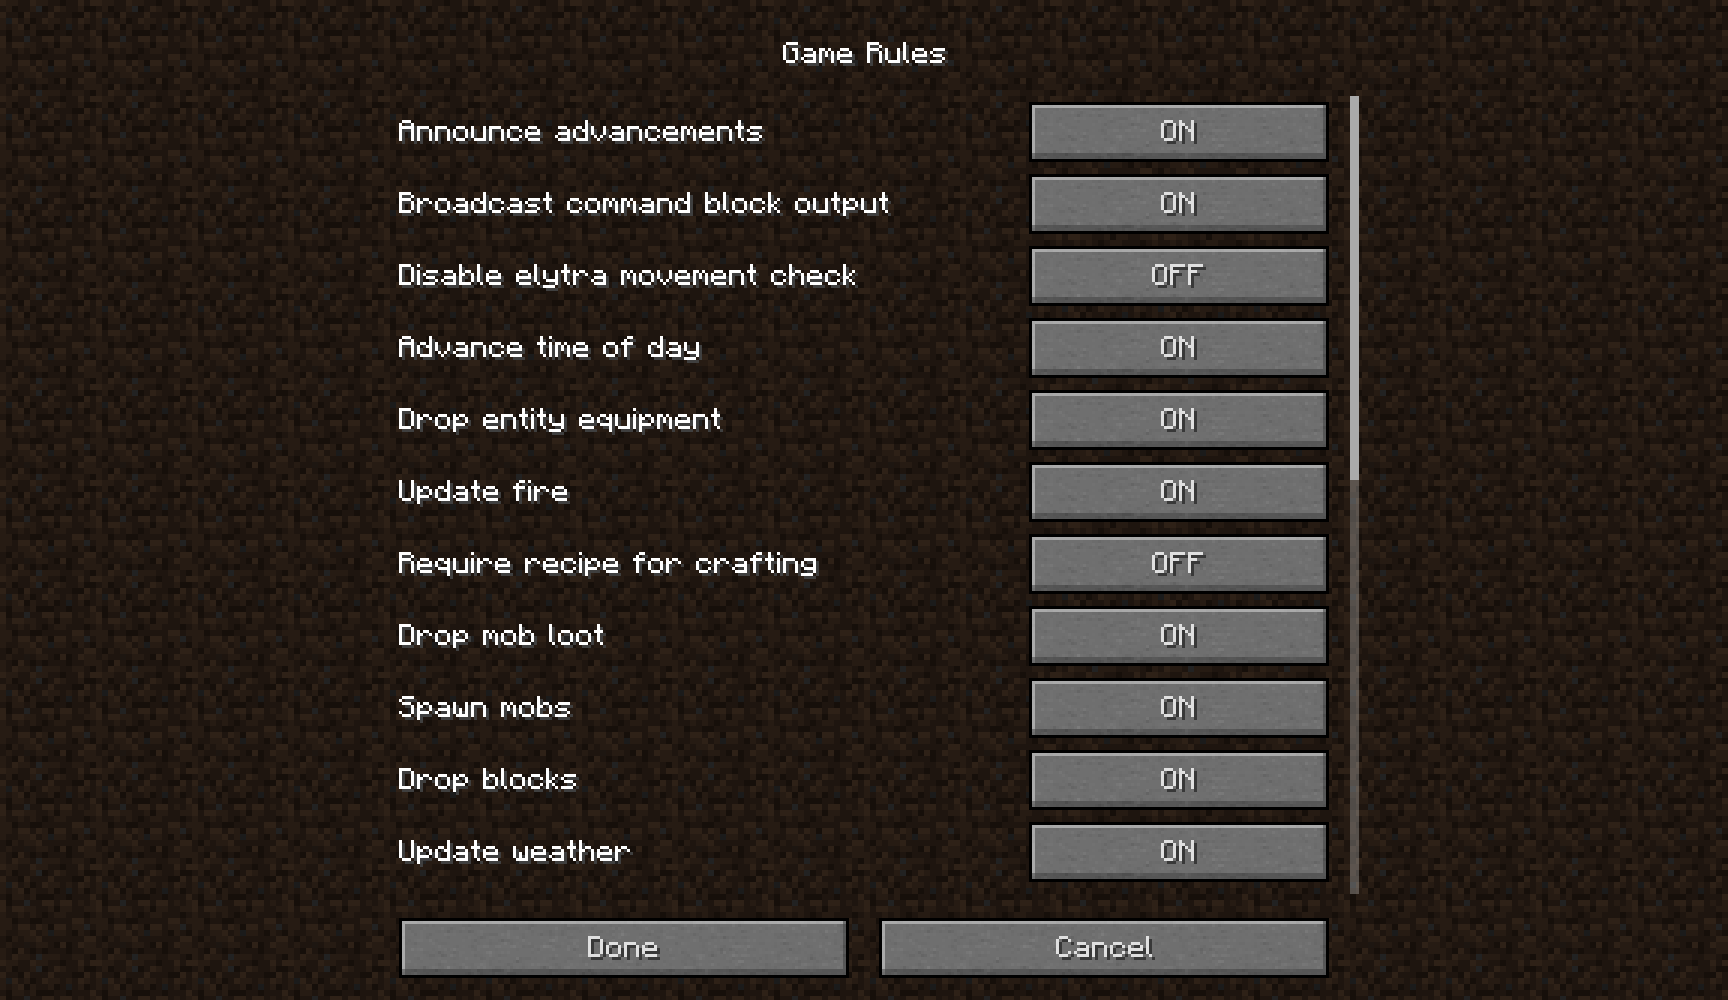 Game Rules
Announce advancements ON
Broadcast command block output ON
Disable elytra movement check OFF
Advance time of day ON
Drop entity equipment ON
Update fire ON
Require recipe for crafting OFF
Drop mob loot ON
Spawn mobs ON
Drop blocks ON
Update weather ON
Done Cancel